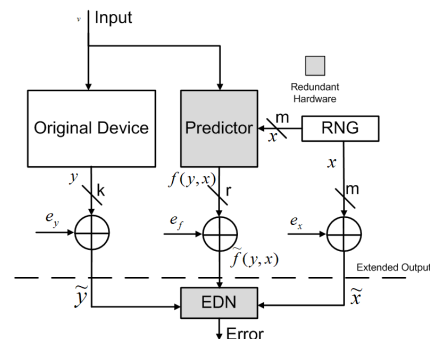 v Input
Redundant
Hardware
Original Device
Predictor
m
x
RNG
y
k
f(y,x)
r
x
m
e_y
e_f
e_x
f̃(y,x)
Extended Output
ỹ
EDN
x̃
Error